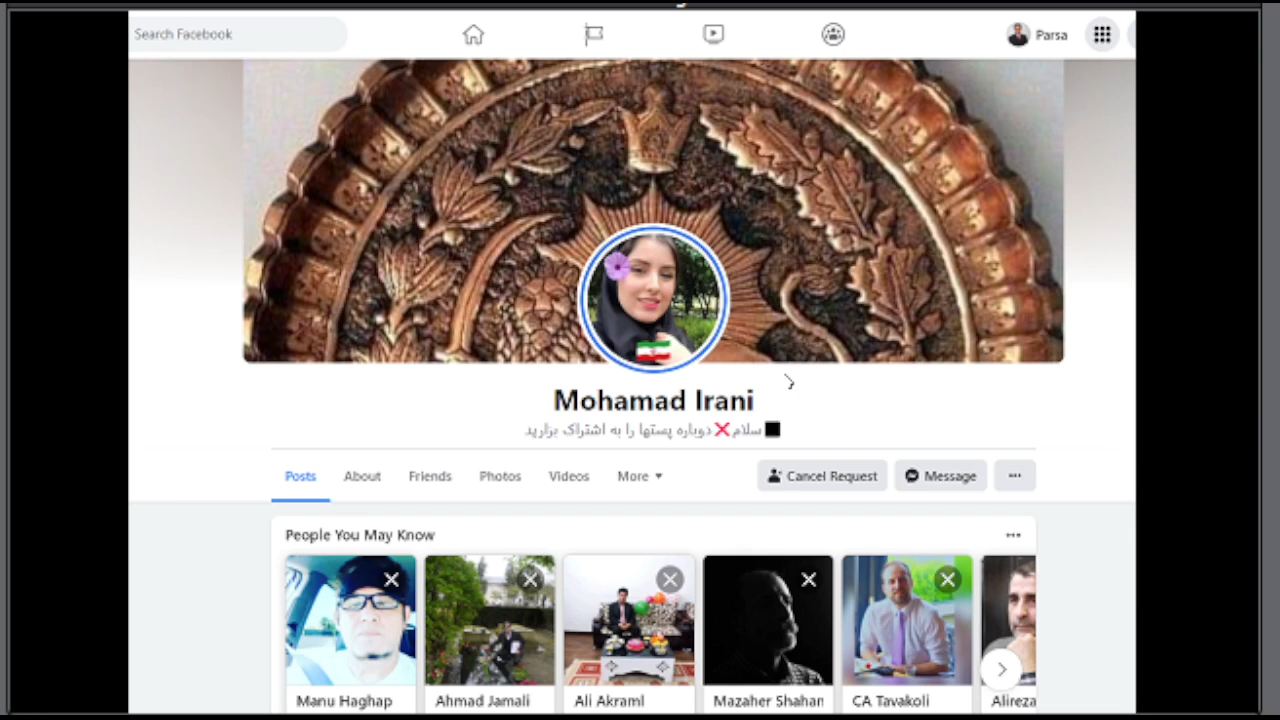 Search Facebook
Parsa
Mohamad Irani
سلام❌دوباره پستها را به اشتراک بزارید
Posts About Friends Photos Videos More
Cancel Request Message
People You May Know
Manu Haghap Ahmad Jamali Ali Akraml Mazaher Shahan CA Tavakoli Alireza